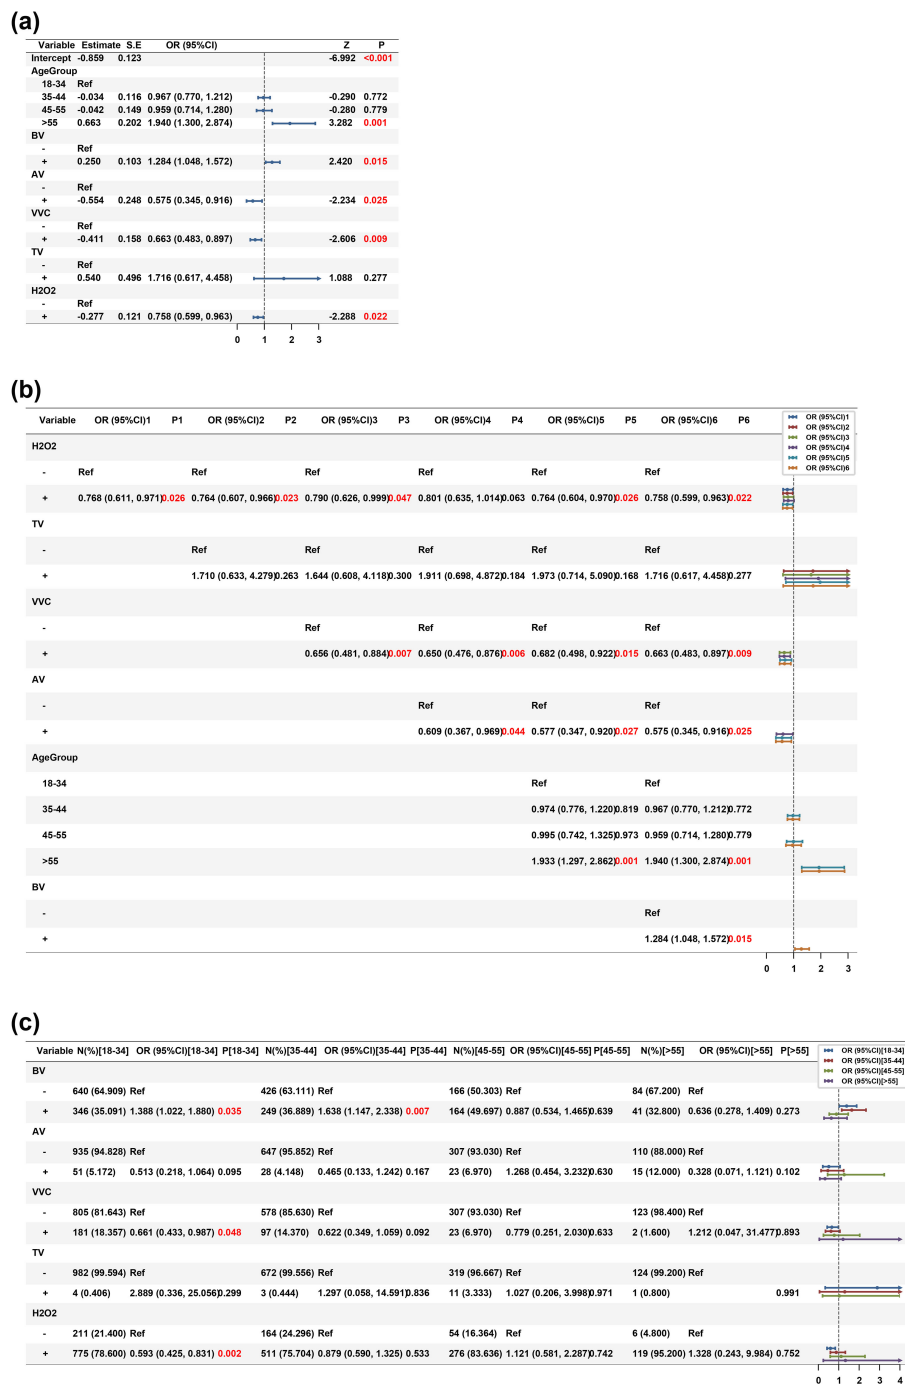 (a)
Variable Estimate S.E OR (95%CI) Z P
Intercept -0.859 0.123 -6.992 <0.001
AgeGroup
18-34 Ref
35-44 -0.034 0.116 0.967 (0.770, 1.212) -0.290 0.772
45-55 -0.042 0.149 0.959 (0.714, 1.280) -0.280 0.779
>55 0.663 0.202 1.940 (1.300, 2.874) 3.282 0.001
BV
- Ref
+ 0.250 0.103 1.284 (1.048, 1.572) 2.420 0.015
AV
- Ref
+ -0.554 0.248 0.575 (0.345, 0.916) -2.234 0.025
VVC
- Ref
+ -0.411 0.158 0.663 (0.483, 0.897) -2.606 0.009
TV
- Ref
+ 0.540 0.496 1.716 (0.617, 4.458) 1.088 0.277
H2O2
- Ref
+ -0.277 0.121 0.758 (0.599, 0.963) -2.288 0.022
0 1 2 3
(b)
Variable OR (95%CI)1 P1 OR (95%CI)2 P2 OR (95%CI)3 P3 OR (95%CI)4 P4 OR (95%CI)5 P5 OR (95%CI)6 P6
OR (95%CI)1
OR (95%CI)2
OR (95%CI)3
OR (95%CI)4
OR (95%CI)5
OR (95%CI)6
H2O2
- Ref Ref Ref Ref Ref Ref
+ 0.768 (0.611, 0.971)0.026 0.764 (0.607, 0.966)0.023 0.790 (0.626, 0.999)0.047 0.801 (0.635, 1.014)0.063 0.764 (0.604, 0.970)0.026 0.758 (0.599, 0.963)0.022
TV
- Ref Ref Ref Ref Ref
+ 1.710 (0.633, 4.279)0.263 1.644 (0.608, 4.118)0.300 1.911 (0.698, 4.872)0.184 1.973 (0.714, 5.090)0.168 1.716 (0.617, 4.458)0.277
VVC
- Ref Ref Ref Ref
+ 0.656 (0.481, 0.884)0.007 0.650 (0.476, 0.876)0.006 0.682 (0.498, 0.922)0.015 0.663 (0.483, 0.897)0.009
AV
- Ref Ref Ref
+ 0.609 (0.367, 0.969)0.044 0.577 (0.347, 0.920)0.027 0.575 (0.345, 0.916)0.025
AgeGroup
18-34 Ref Ref
35-44 0.974 (0.776, 1.220)0.819 0.967 (0.770, 1.212)0.772
45-55 0.995 (0.742, 1.325)0.973 0.959 (0.714, 1.280)0.779
>55 1.933 (1.297, 2.862)0.001 1.940 (1.300, 2.874)0.001
BV
- Ref
+ 1.284 (1.048, 1.572)0.015
0 1 2 3
(c)
Variable N(%)[18-34] OR (95%CI)[18-34] P[18-34] N(%)[35-44] OR (95%CI)[35-44] P[35-44] N(%)[45-55] OR (95%CI)[45-55] P[45-55] N(%)[>55] OR (95%CI)[>55] P[>55]
OR (95%CI)[18-34]
OR (95%CI)[35-44]
OR (95%CI)[45-55]
OR (95%CI)[>55]
BV
- 640 (64.909) Ref 426 (63.111) Ref 166 (50.303) Ref 84 (67.200) Ref
+ 346 (35.091) 1.388 (1.022, 1.880) 0.035 249 (36.889) 1.638 (1.147, 2.338) 0.007 164 (49.697) 0.887 (0.534, 1.465)0.639 41 (32.800) 0.636 (0.278, 1.409) 0.273
AV
- 935 (94.828) Ref 647 (95.852) Ref 307 (93.030) Ref 110 (88.000) Ref
+ 51 (5.172) 0.513 (0.218, 1.064) 0.095 28 (4.148) 0.465 (0.133, 1.242) 0.167 23 (6.970) 1.268 (0.454, 3.232)0.630 15 (12.000) 0.328 (0.071, 1.121) 0.102
VVC
- 805 (81.643) Ref 578 (85.630) Ref 307 (93.030) Ref 123 (98.400) Ref
+ 181 (18.357) 0.661 (0.433, 0.987) 0.048 97 (14.370) 0.622 (0.349, 1.059) 0.092 23 (6.970) 0.779 (0.251, 2.030)0.633 2 (1.600) 1.212 (0.047, 31.477)0.893
TV
- 982 (99.594) Ref 672 (99.556) Ref 319 (96.667) Ref 124 (99.200) Ref
+ 4 (0.406) 2.889 (0.336, 25.056)0.299 3 (0.444) 1.297 (0.058, 14.591)0.836 11 (3.333) 1.027 (0.206, 3.998)0.971 1 (0.800) 0.991
H2O2
- 211 (21.400) Ref 164 (24.296) Ref 54 (16.364) Ref 6 (4.800) Ref
+ 775 (78.600) 0.593 (0.425, 0.831) 0.002 511 (75.704) 0.879 (0.590, 1.325) 0.533 276 (83.636) 1.121 (0.581, 2.287)0.742 119 (95.200) 1.328 (0.243, 9.984) 0.752
0 1 2 3 4